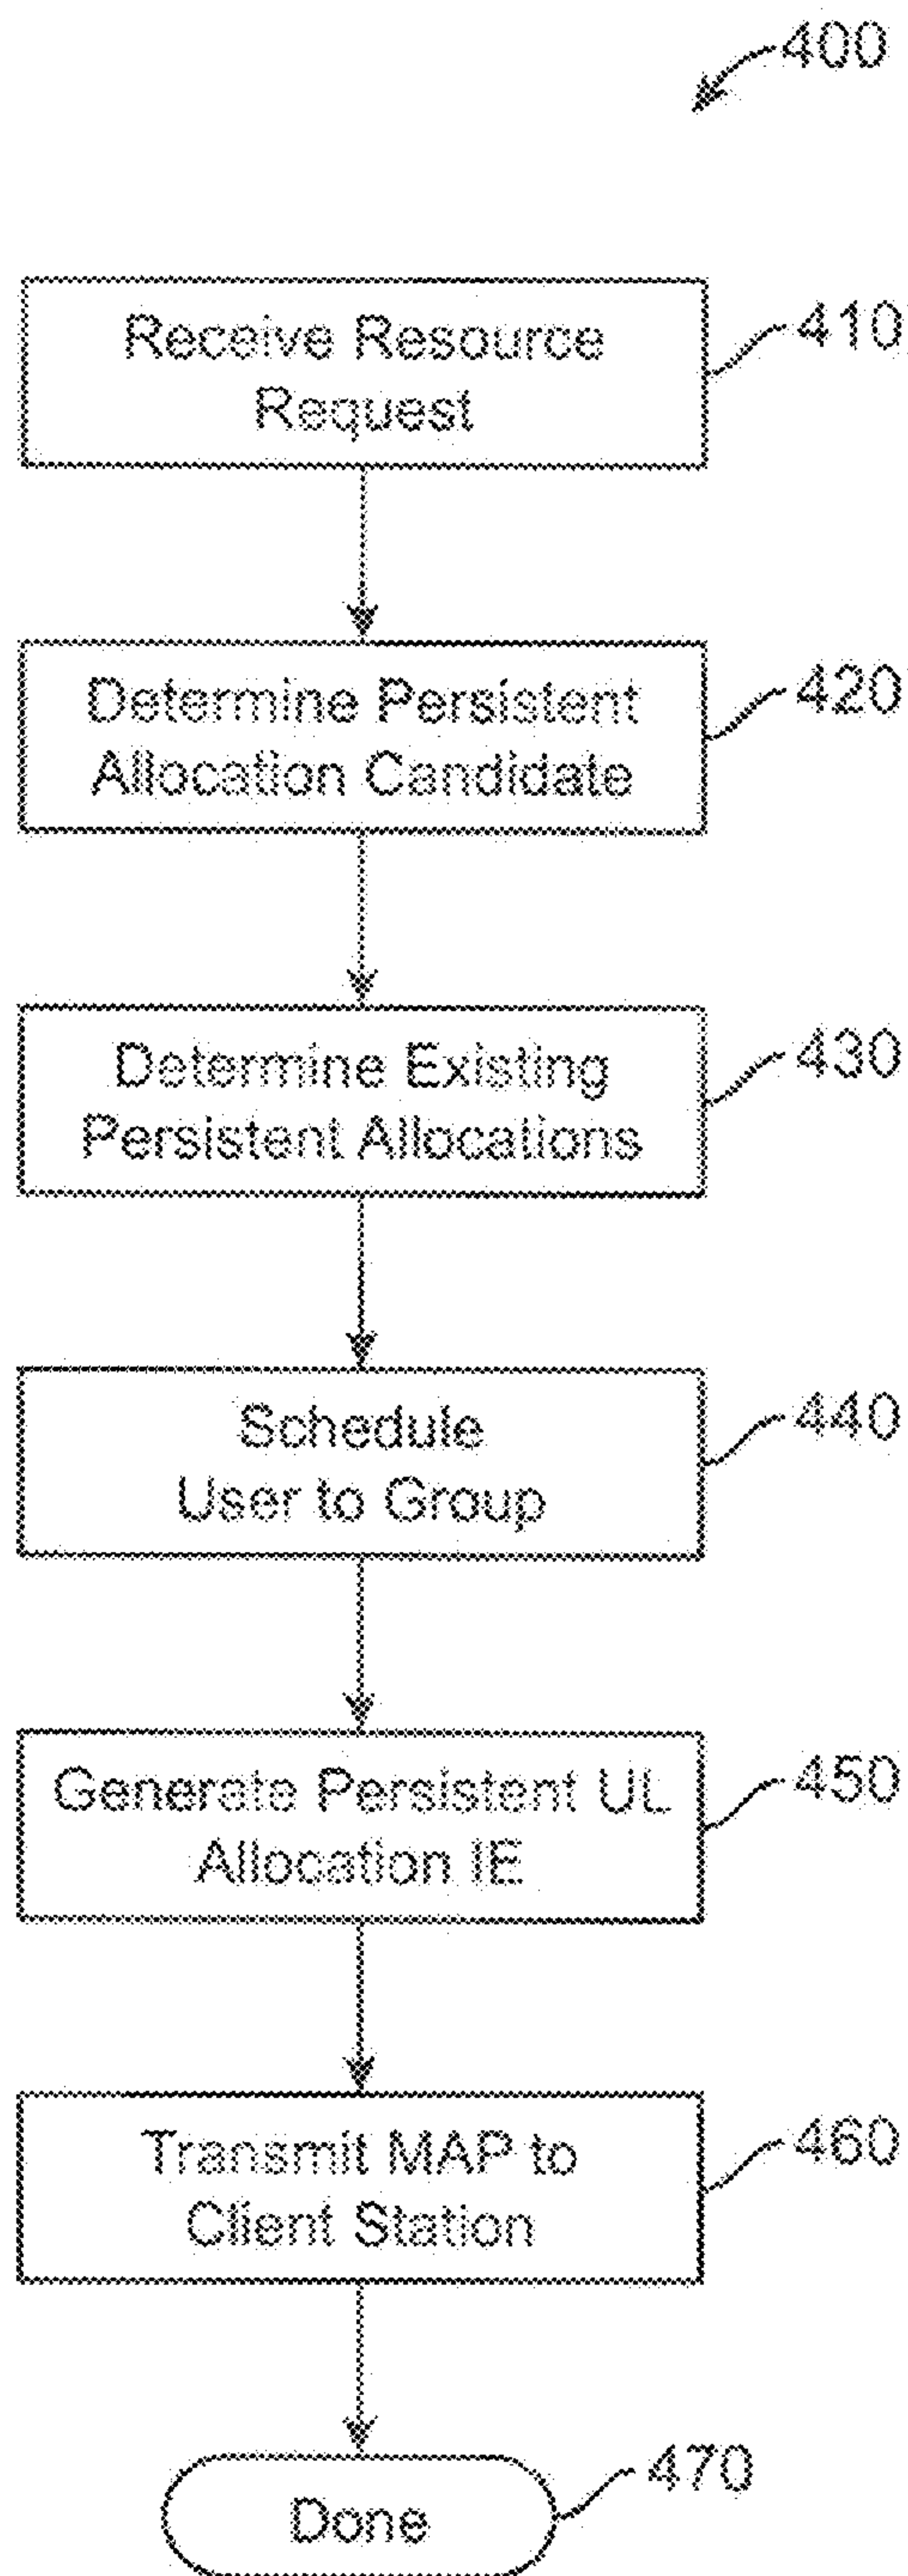 400
Receive Resource
Request
410
Determine Persistent
Allocation Candidate
420
Determine Existing
Persistent Allocations
430
Schedule
User to Group
440
Generate Persistent UL
Allocation IE
450
Transmit MAP to
Client Station
460
Done
470